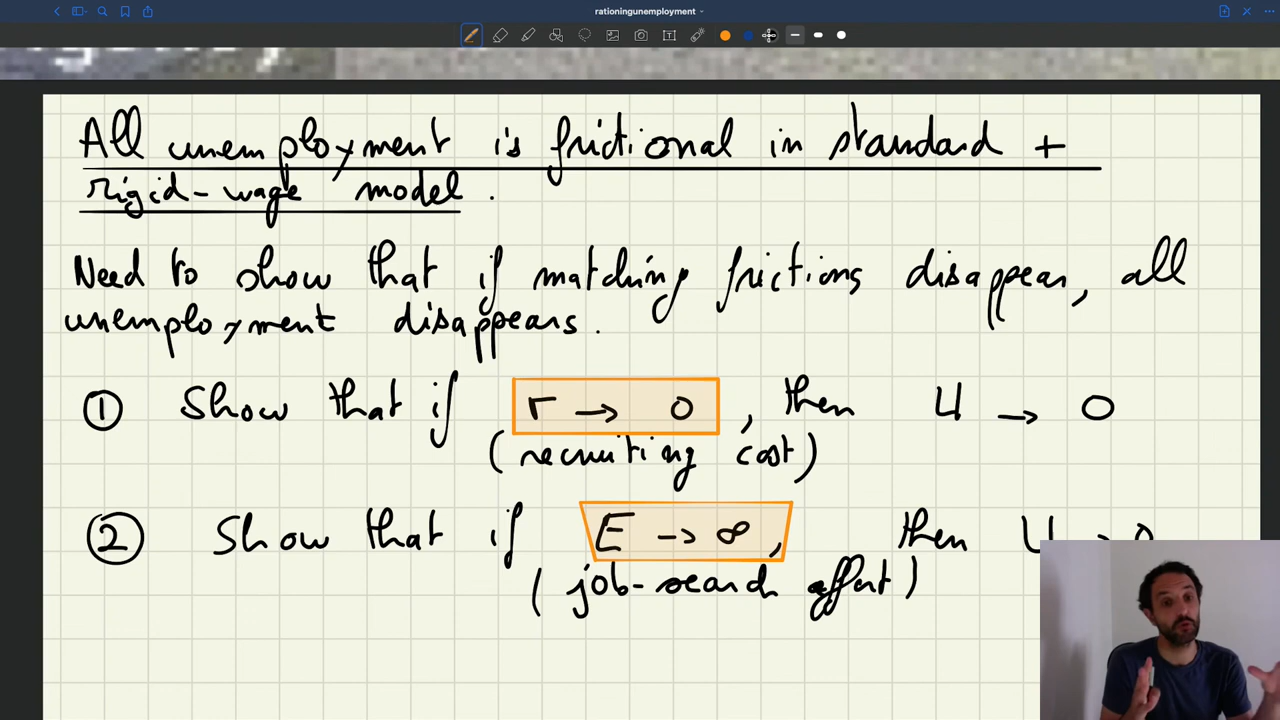 rationingunemployment
All unemployment is frictional in standard +
rigid-wage model.
Need to show that if matching frictions disappear, all
unemployment disappears.
① Show that if r → 0, then U → 0
(recruiting cost)
② Show that if E → ∞, then U → 0
(job-search effort)